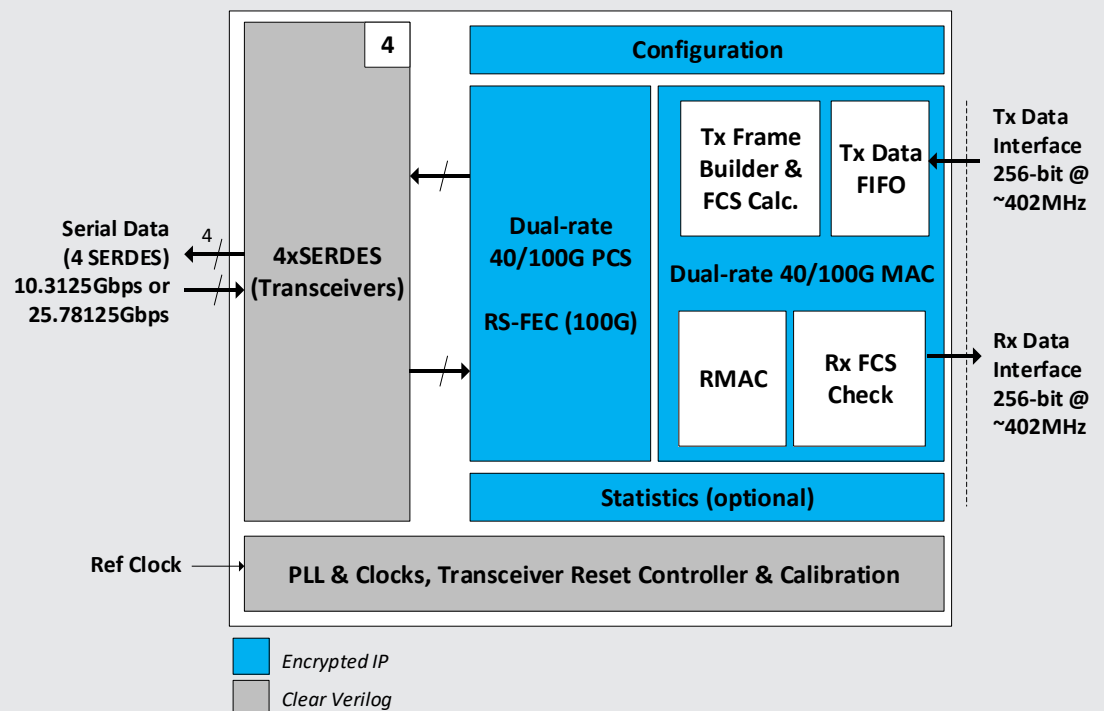 4
Configuration
Tx Frame
Builder &
FCS Calc.
Tx Data
FIFO
Tx Data
Interface
256-bit @
~402MHz
Serial Data
(4 SERDES)
10.3125Gbps or
25.78125Gbps
4
4xSERDES
(Transceivers)
Dual-rate
40/100G PCS
RS-FEC (100G)
Dual-rate 40/100G MAC
RMAC
Rx FCS
Check
Rx Data
Interface
256-bit @
~402MHz
Statistics (optional)
Ref Clock
PLL & Clocks, Transceiver Reset Controller & Calibration
Encrypted IP
Clear Verilog